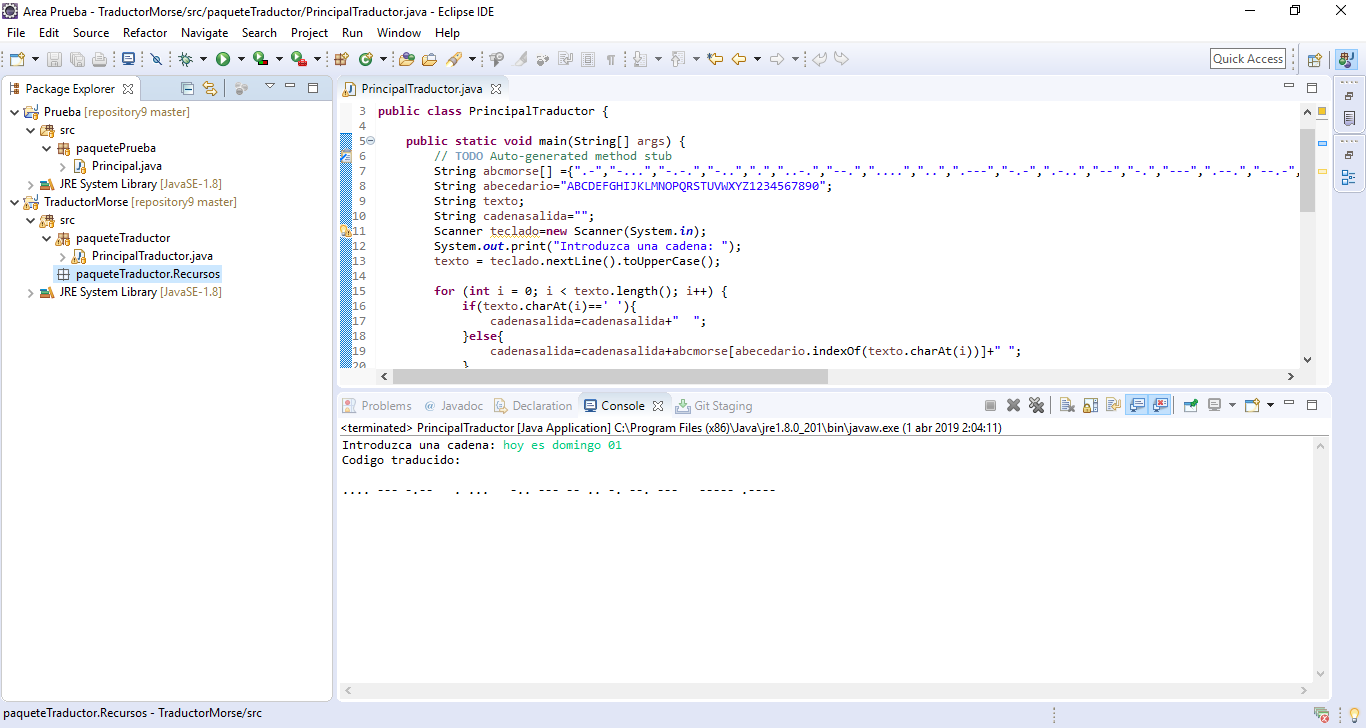 Area Prueba - TraductorMorse/src/paqueteTraductor/PrincipalTraductor.java - Eclipse IDE
File Edit Source Refactor Navigate Search Project Run Window Help
Quick Access
Package Explorer
Prueba [repository9 master]
src
paquetePrueba
Principal.java
JRE System Library [JavaSE-1.8]
TraductorMorse [repository9 master]
src
paqueteTraductor
PrincipalTraductor.java
paqueteTraductor.Recursos
JRE System Library [JavaSE-1.8]
PrincipalTraductor.java
3 public class PrincipalTraductor {
4
5 public static void main(String[] args) {
6 // TODO Auto-generated method stub
7 String abcmorse[] ={".-","-...","-.-.","-..",".","..-.","--.","....","..",".---","-.-",".-..","--","-.","---",".--.","--.-",
8 String abecedario="ABCDEFGHIJKLMNOPQRSTUVWXYZ1234567890";
9 String texto;
10 String cadenasalida="";
11 Scanner teclado=new Scanner(System.in);
12 System.out.print("Introduzca una cadena: ");
13 texto = teclado.nextLine().toUpperCase();
14
15 for (int i = 0; i < texto.length(); i++) {
16 if(texto.charAt(i)==' '){
17 cadenasalida=cadenasalida+"  ";
18 }else{
19 cadenasalida=cadenasalida+abcmorse[abecedario.indexOf(texto.charAt(i))]+" ";
20 }
Problems @ Javadoc Declaration Console Git Staging
<terminated> PrincipalTraductor [Java Application] C:\Program Files (x86)\Java\jre1.8.0_201\bin\javaw.exe (1 abr 2019 2:04:11)
Introduzca una cadena: hoy es domingo 01
Codigo traducido:
.... --- -.--   . ...   -.. --- -- .. -. --. ---   ----- .----
paqueteTraductor.Recursos - TraductorMorse/src